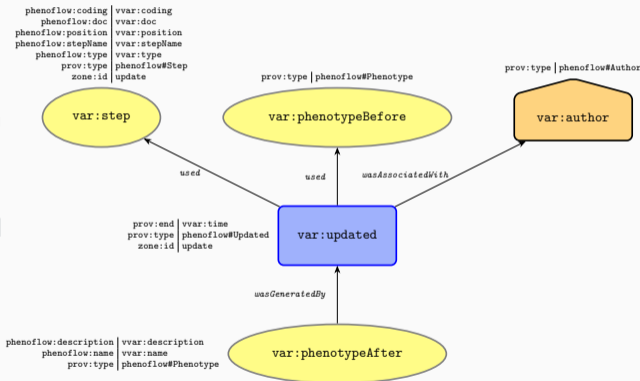 phenoflow:coding | vvar:coding
phenoflow:doc | vvar:doc
phenoflow:position | vvar:position
phenoflow:stepName | vvar:stepName
phenoflow:type | vvar:type
prov:type | phenoflow#Step
zone:id | update
prov:type | phenoflow#Phenotype
prov:type | phenoflow#Author
var:step
var:phenotypeBefore
var:author
used
used
wasAssociatedWith
prov:end | vvar:time
prov:type | phenoflow#Updated
zone:id | update
var:updated
wasGeneratedBy
phenoflow:description | vvar:description
phenoflow:name | vvar:name
prov:type | phenoflow#Phenotype
var:phenotypeAfter